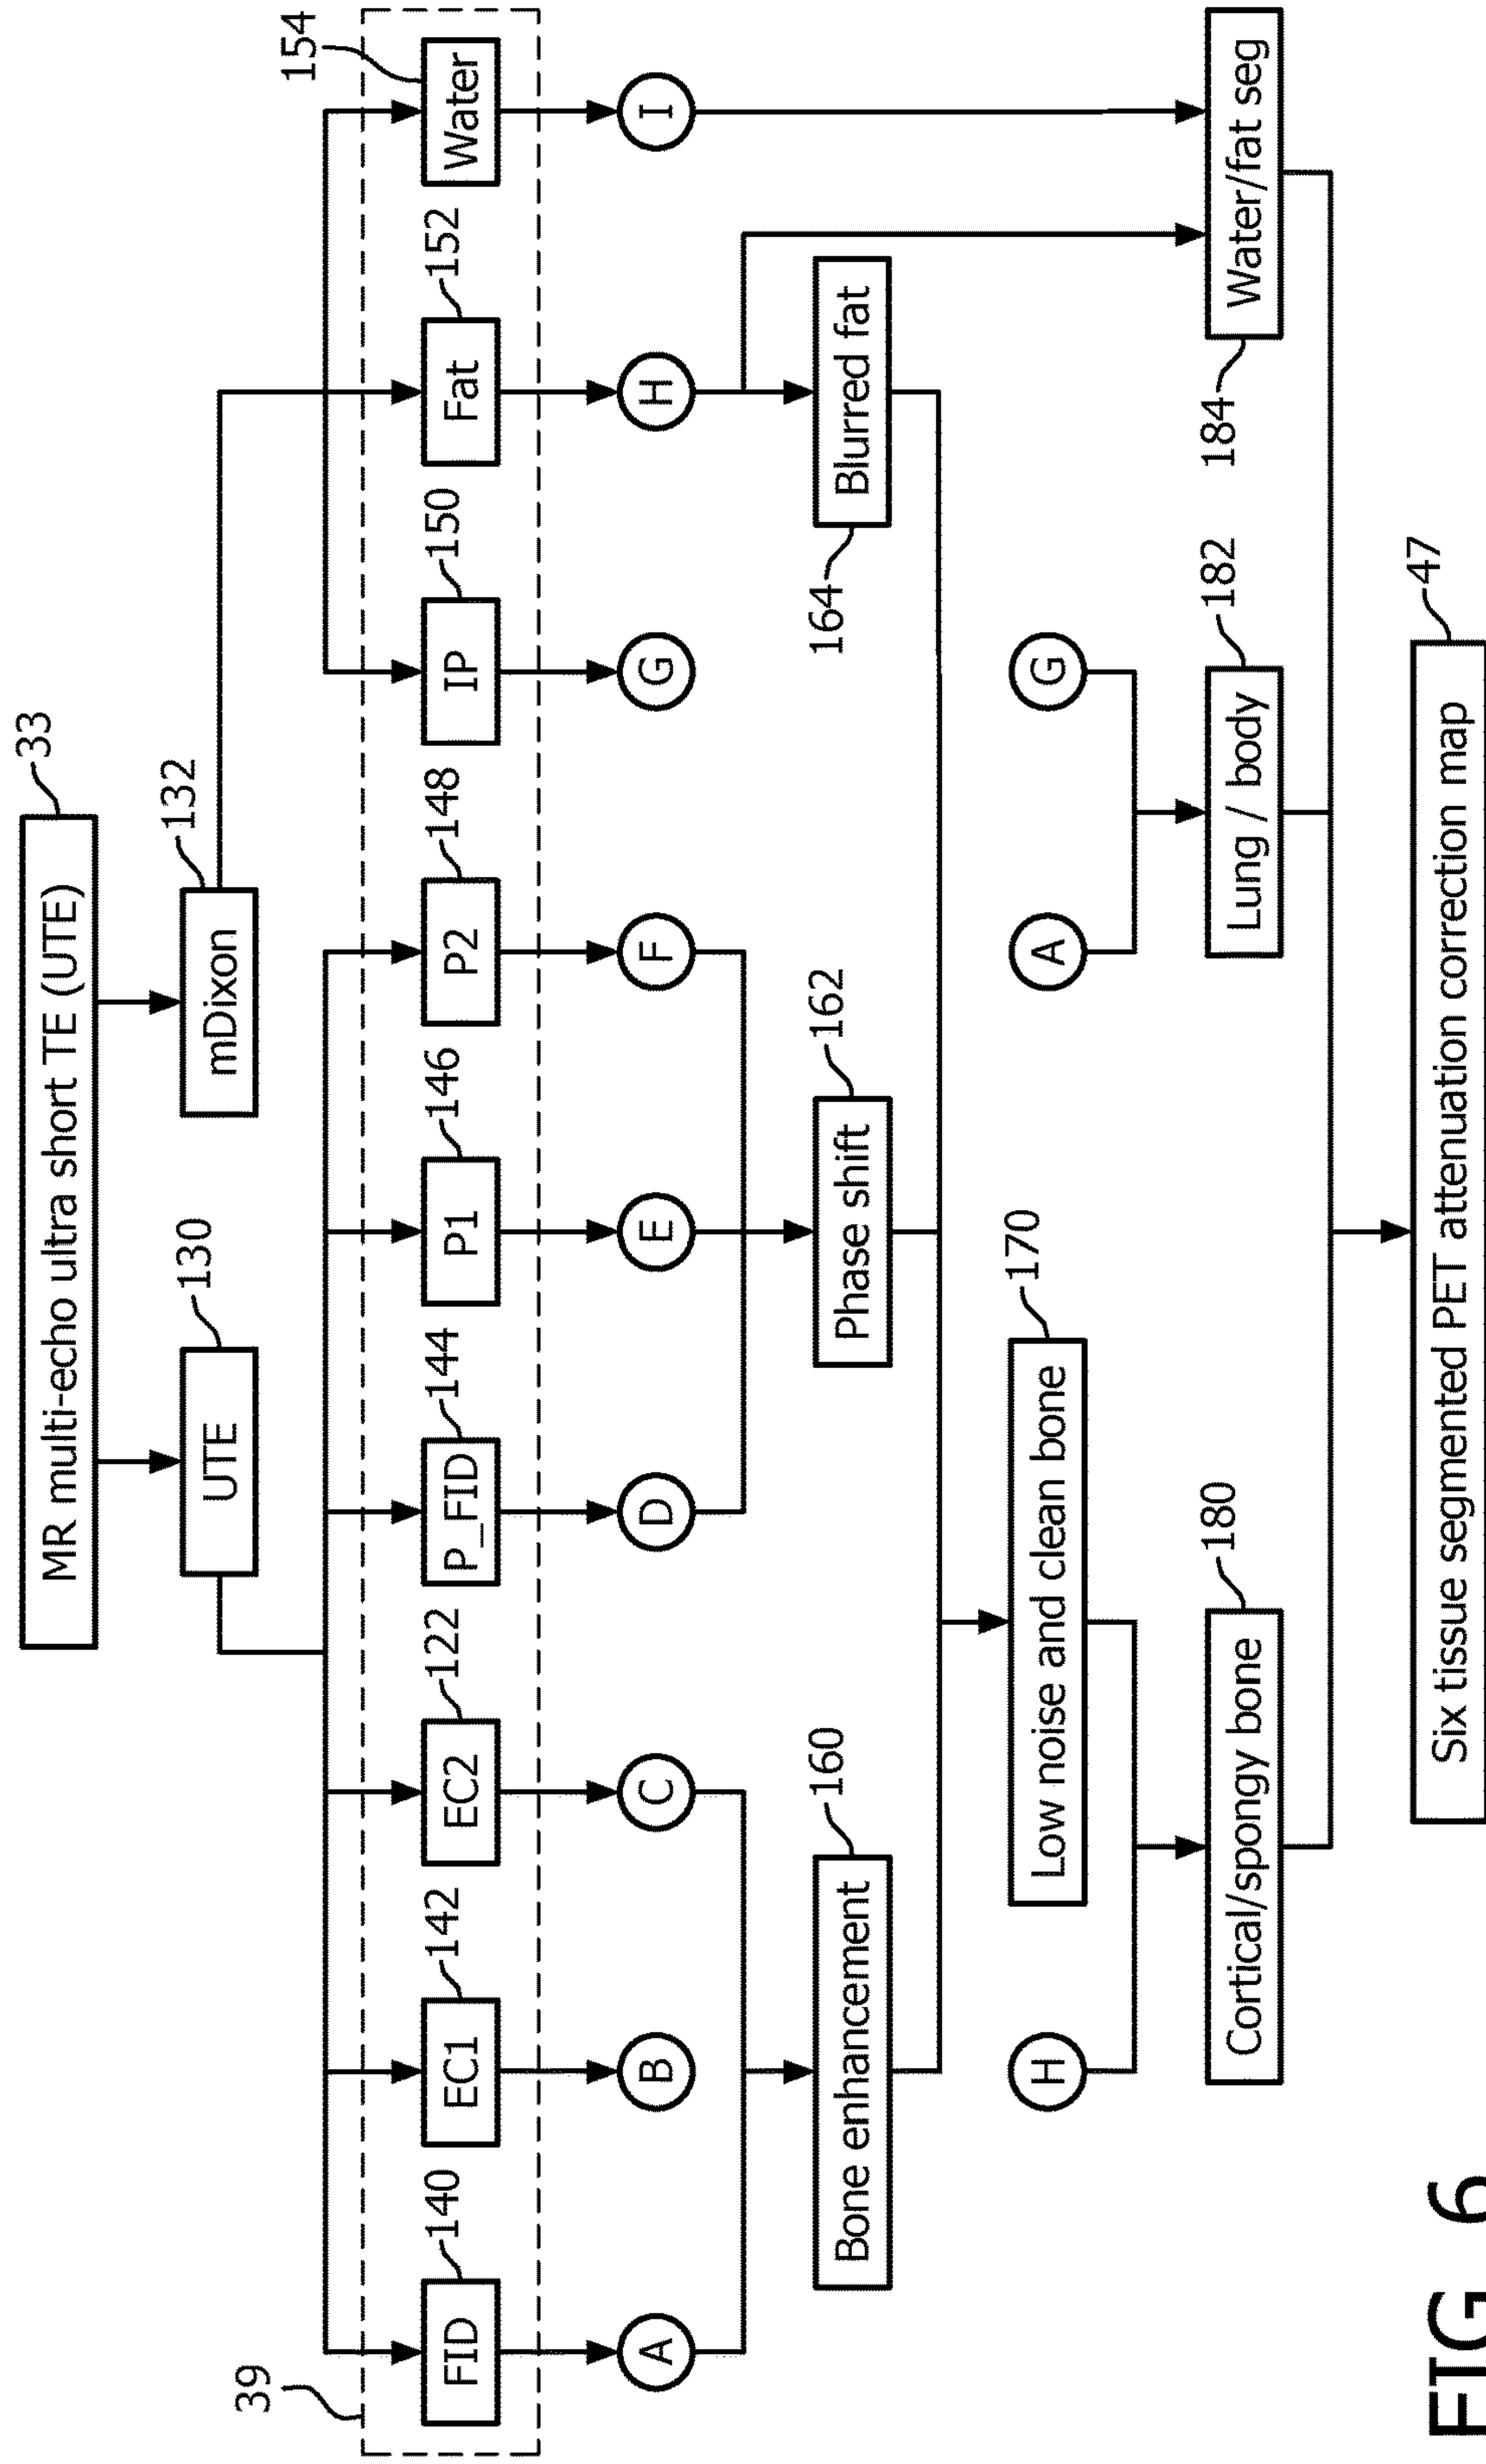 33
MR multi-echo ultra short TE (UTE)
130
132
UTE
mDixon
39
154
140
142
122
144
146
148
150
152
FID
EC1
EC2
P_FID
P1
P2
IP
Fat
Water
A
B
C
D
E
F
G
H
I
160
162
164
Bone enhancement
Phase shift
Blurred fat
170
H
Low noise and clean bone
A
G
180
182
184
Cortical/spongy bone
Lung / body
Water/fat seg
47
Six tissue segmented PET attenuation correction map
FIG 6